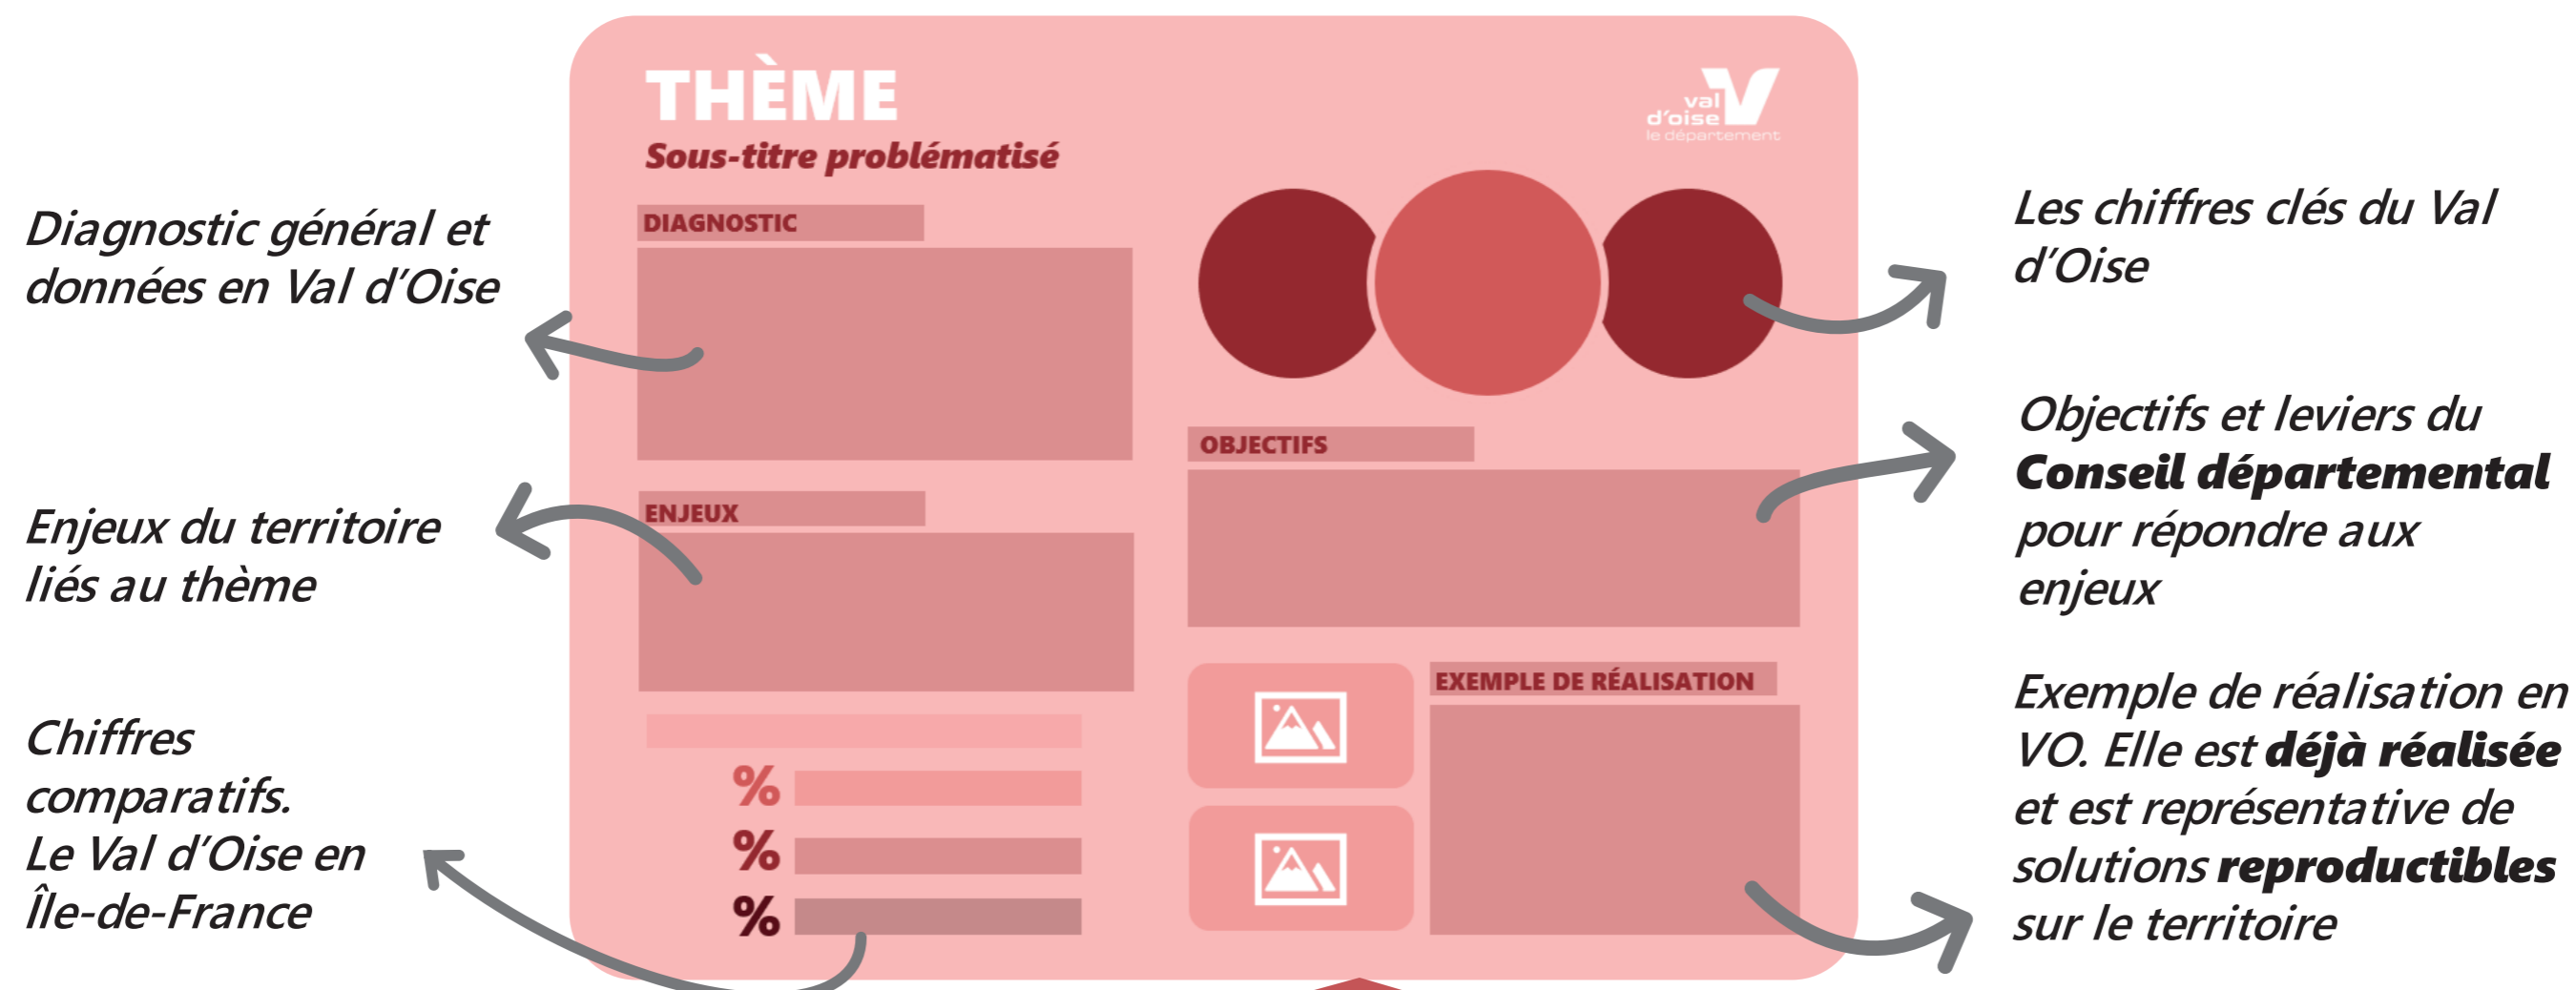 THÈME
Sous-titre problématisé
val
d'oise
le département
Diagnostic général et
données en Val d'Oise
DIAGNOSTIC
Les chiffres clés du Val
d'Oise
Enjeux du territoire
liés au thème
ENJEUX
OBJECTIFS
Objectifs et leviers du
Conseil départemental
pour répondre aux
enjeux
Chiffres
comparatifs.
Le Val d'Oise en
Île-de-France
%
%
%
EXEMPLE DE RÉALISATION
Exemple de réalisation en
VO. Elle est déjà réalisée
et est représentative de
solutions reproductibles
sur le territoire